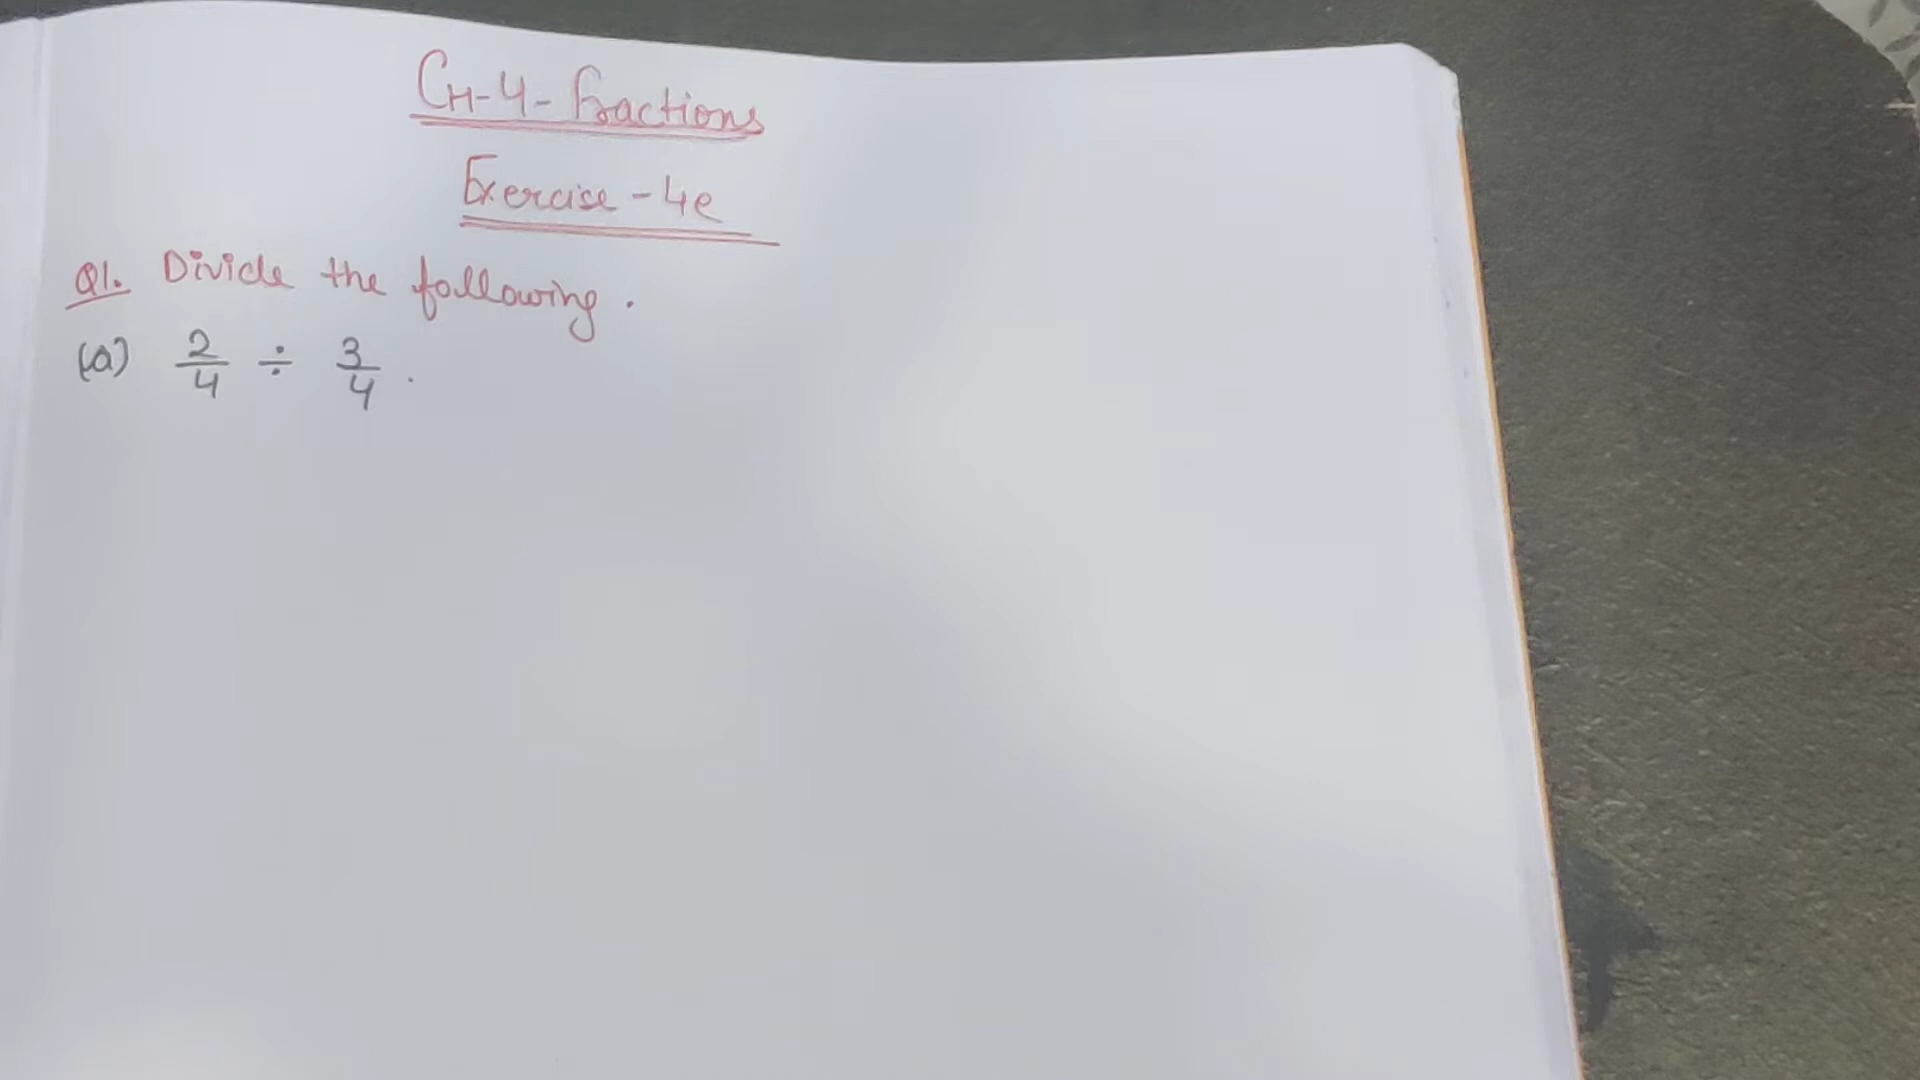 CH-4-Fractions
Exercise-4e
Q1. Divide the following.
(a) 2/4 ÷ 3/4.